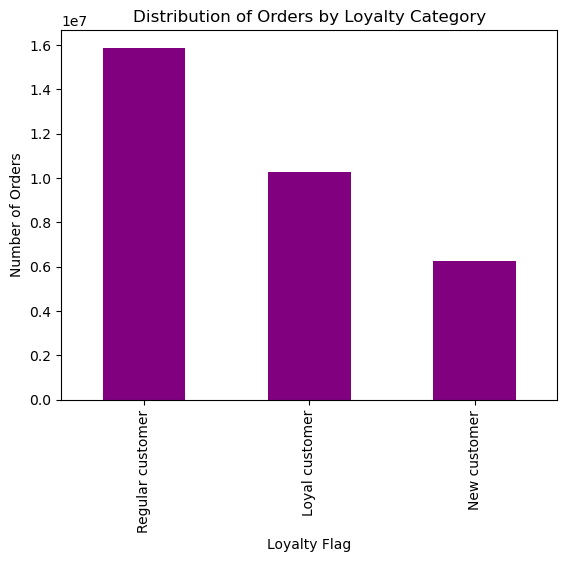 Distribution of Orders by Loyalty Category
1e7
1.6
1.4
1.2
1.0
0.8
0.6
0.4
0.2
0.0
Number of Orders
Regular customer
Loyal customer
New customer
Loyalty Flag